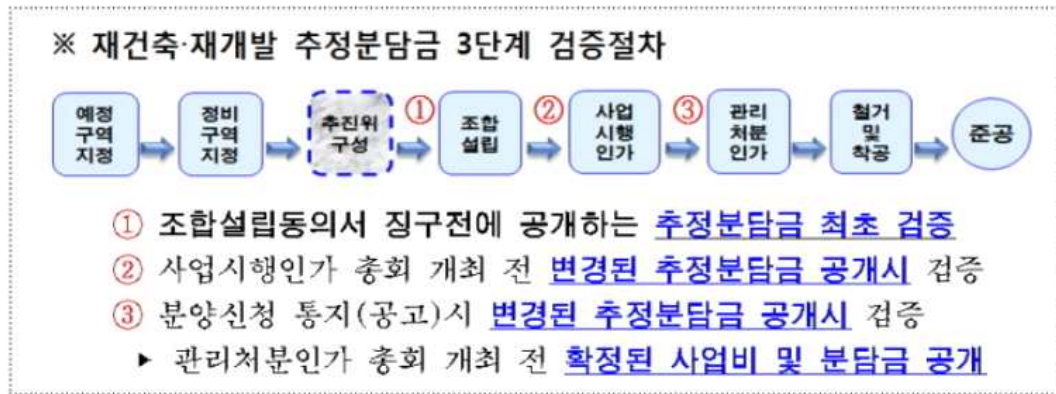 ※ 재건축·재개발 추정분담금 3단계 검증절차
예정
구역
지정
정비
구역
지정
추진위
구성
①
조합
설립
②
사업
시행
인가
③
관리
처분
인가
철거
및
착공
준공
① 조합설립동의서 징구전에 공개하는 추정분담금 최초 검증
② 사업시행인가 총회 개최 전 변경된 추정분담금 공개시 검증
③ 분양신청 통지(공고)시 변경된 추정분담금 공개시 검증
▶ 관리처분인가 총회 개최 전 확정된 사업비 및 분담금 공개